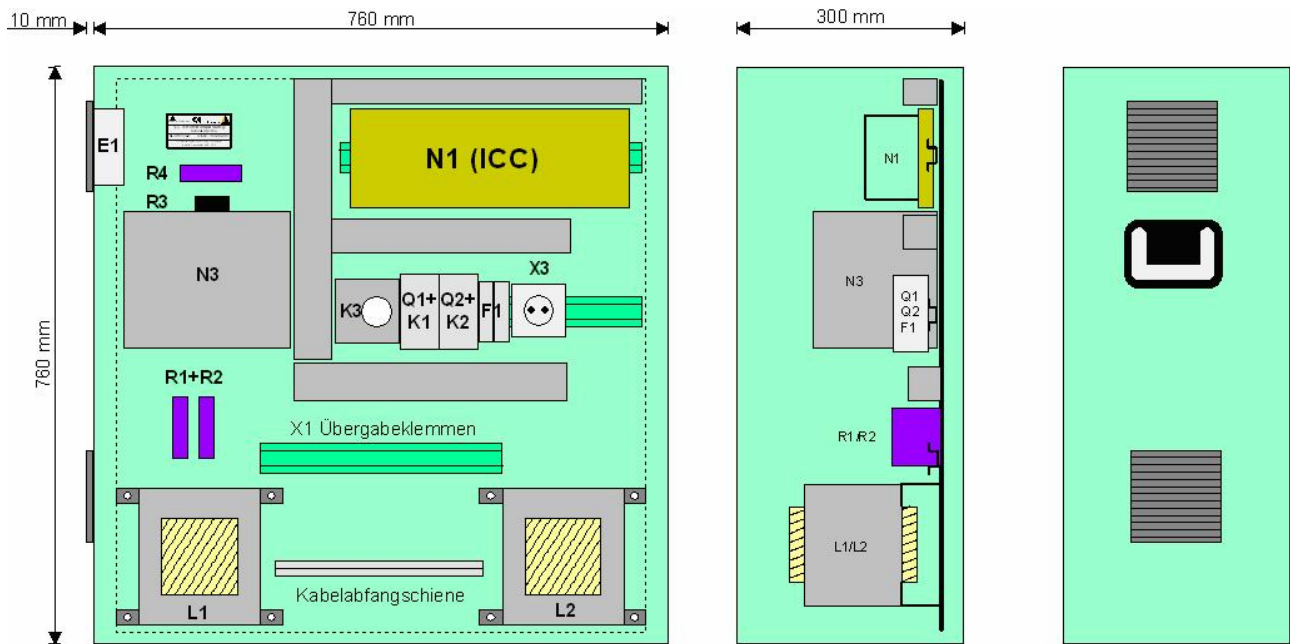 10 mm
760 mm
300 mm
760 mm
E1
R4
R3
N3
N1 (ICC)
X3
K3
Q1+
K1
Q2+
K2
F1
R1+R2
X1 Übergabeklemmen
L1
Kabelabfangschiene
L2
N1
N3
Q1
Q2
F1
R1/R2
L1/L2